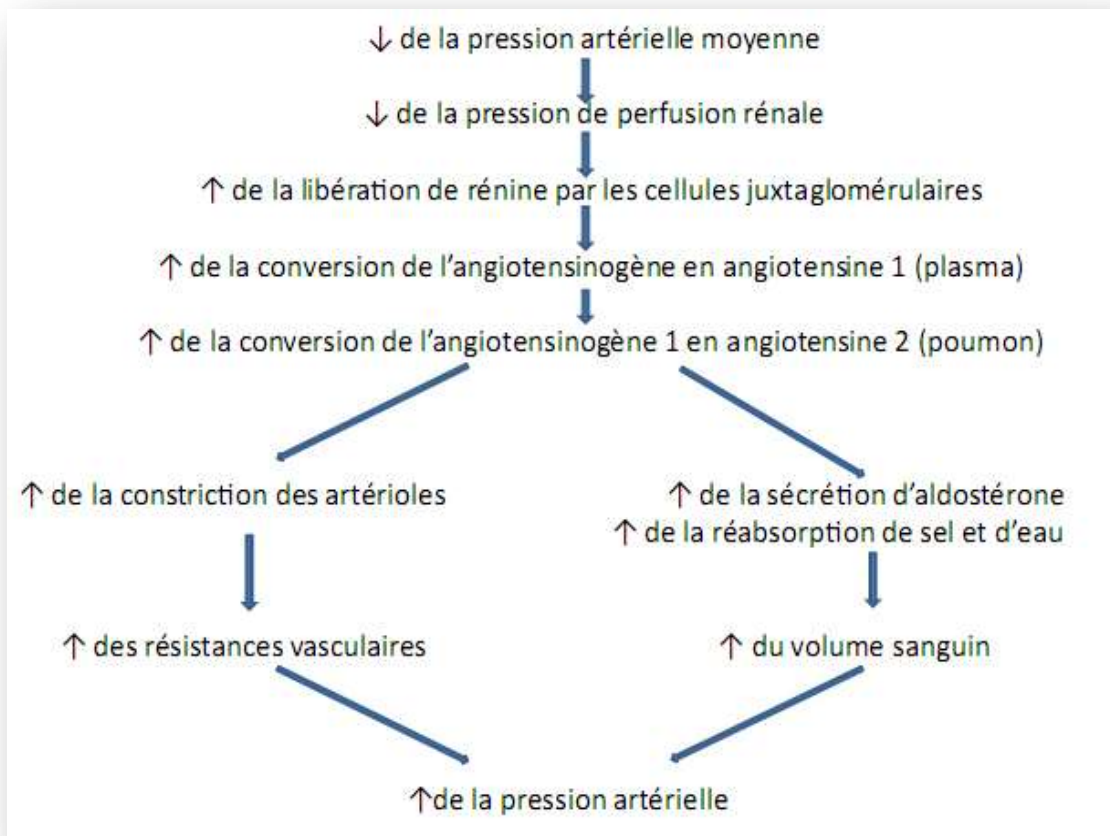 ↓ de la pression artérielle moyenne
↓ de la pression de perfusion rénale
↑ de la libération de rénine par les cellules juxtaglomérulaires
↑ de la conversion de l’angiotensinogène en angiotensine 1 (plasma)
↑ de la conversion de l’angiotensinogène 1 en angiotensine 2 (poumon)
↑ de la constriction des artérioles
↑ de la sécrétion d’aldostérone
↑ de la réabsorption de sel et d’eau
↑ des résistances vasculaires
↑ du volume sanguin
↑de la pression artérielle